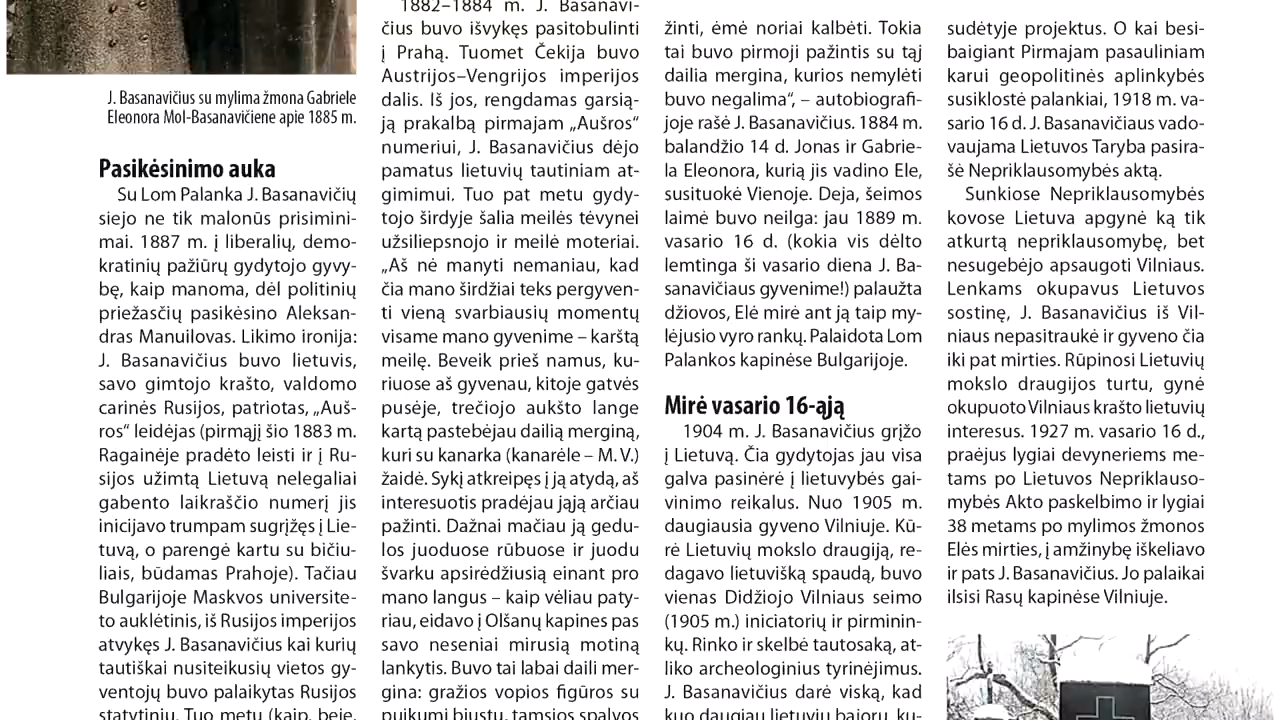 J. Basanavičius su mylima žmona Gabriele
Eleonora Mol-Basanavičiene apie 1885 m.
Pasikėsinimo auka
Su Lom Palanka J. Basanavičių
siejo ne tik malonūs prisimini-
mai. 1887 m. į liberalių, demo-
kratinių pažiūrų gydytojo gyvy-
bę, kaip manoma, dėl politinių
priežasčių pasikėsino Aleksan-
dras Manuilovas. Likimo ironija:
J. Basanavičius buvo lietuvis,
savo gimtojo krašto, valdomo
carinės Rusijos, patriotas, „Auš-
ros“ leidėjas (pirmąjį šio 1883 m.
Ragainėje pradėto leisti ir į Ru-
sijos užimtą Lietuvą nelegaliai
gabento laikraščio numerį jis
inicijavo trumpam sugrįžęs į Lie-
tuvą, o parengė kartu su bičiu-
liais, būdamas Prahoje). Tačiau
Bulgarijoje Maskvos universite-
to auklėtinis, iš Rusijos imperijos
atvykęs J. Basanavičius kai kurių
tautiškai nusiteikusių vietos gy-
ventojų buvo palaikytas Rusijos
statytiniu. Tuo metu (kaip, beje,
1882–1884 m. J. Basanavi-
čius buvo išvykęs pasitobulinti
į Prahą. Tuomet Čekija buvo
Austrijos–Vengrijos imperijos
dalis. Iš jos, rengdamas garsią-
ją prakalbą pirmajam „Aušros“
numeriui, J. Basanavičius dėjo
pamatus lietuvių tautiniam at-
gimimui. Tuo pat metu gydy-
tojo širdyje šalia meilės tėvynei
užsiliepsnojo ir meilė moteriai.
„Aš nė manyti nemaniau, kad
čia mano širdžiai teks pergyven-
ti vieną svarbiausių momentų
visame mano gyvenime – karštą
meilę. Beveik prieš namus, ku-
riuose aš gyvenau, kitoje gatvės
pusėje, trečiojo aukšto lange
kartą pastebėjau dailią merginą,
kuri su kanarka (kanarėle – M. V.)
žaidė. Sykį atkreipęs į ją atydą, aš
interesuotis pradėjau jąją arčiau
pažinti. Dažnai mačiau ją gedu-
los juoduose rūbuose ir juodu
švarku apsirėdžiusią einant pro
mano langus – kaip vėliau paty-
riau, eidavo į Olšanų kapines pas
savo neseniai mirusią motiną
lankytis. Buvo tai labai daili mer-
gina: gražios vopios figūros su
puikumi biustu, tamsios spalvos
žinti, ėmė noriai kalbėti. Tokia
tai buvo pirmoji pažintis su tąj
dailia mergina, kurios nemylėti
buvo negalima“, – autobiografi-
joje rašė J. Basanavičius. 1884 m.
balandžio 14 d. Jonas ir Gabrie-
la Eleonora, kurią jis vadino Ele,
susituokė Vienoje. Deja, šeimos
laimė buvo neilga: jau 1889 m.
vasario 16 d. (kokia vis dėlto
lemtinga ši vasario diena J. Ba-
sanavičiaus gyvenime!) palaužta
džiovos, Elė mirė ant ją taip my-
lėjusio vyro rankų. Palaidota Lom
Palankos kapinėse Bulgarijoje.
Mirė vasario 16-ąją
1904 m. J. Basanavičius grįžo
į Lietuvą. Čia gydytojas jau visa
galva pasinėrė į lietuvybės gai-
vinimo reikalus. Nuo 1905 m.
daugiausia gyveno Vilniuje. Kū-
rė Lietuvių mokslo draugiją, re-
dagavo lietuvišką spaudą, buvo
vienas Didžiojo Vilniaus seimo
(1905 m.) iniciatorių ir pirminin-
kų. Rinko ir skelbė tautosaką, at-
liko archeologinius tyrinėjimus.
J. Basanavičius darė viską, kad
kuo daugiau lietuvių bajorų, ku-
sudėtyje projektus. O kai besi-
baigiant Pirmajam pasauliniam
karui geopolitinės aplinkybės
susiklostė palankiai, 1918 m. va-
sario 16 d. J. Basanavičiaus vado-
vaujama Lietuvos Taryba pasira-
šė Nepriklausomybės aktą.
Sunkiose Nepriklausomybės
kovose Lietuva apgynė ką tik
atkurtą nepriklausomybę, bet
nesugebėjo apsaugoti Vilniaus.
Lenkams okupavus Lietuvos
sostinę, J. Basanavičius iš Vil-
niaus nepasitraukė ir gyveno čia
iki pat mirties. Rūpinosi Lietuvių
mokslo draugijos turtu, gynė
okupuoto Vilniaus krašto lietuvių
interesus. 1927 m. vasario 16 d.,
praėjus lygiai devyneriems me-
tams po Lietuvos Nepriklauso-
mybės Akto paskelbimo ir lygiai
38 metams po mylimos žmonos
Elės mirties, į amžinybę iškeliavo
ir pats J. Basanavičius. Jo palaikai
ilsisi Rasų kapinėse Vilniuje.